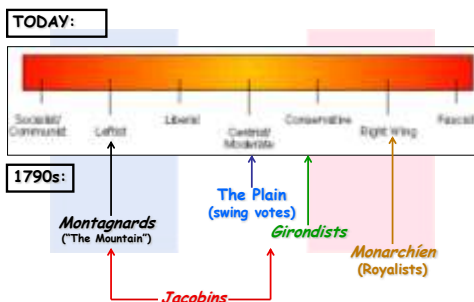 TODAY:
Socialist/
Communist
Leftist
Liberal
Centrist/
Moderate
Conservative
Right Wing
Fascist
1790s:
Montagnards
("The Mountain")
The Plain
(swing votes)
Girondists
Monarchíen
(Royalists)
Jacobins